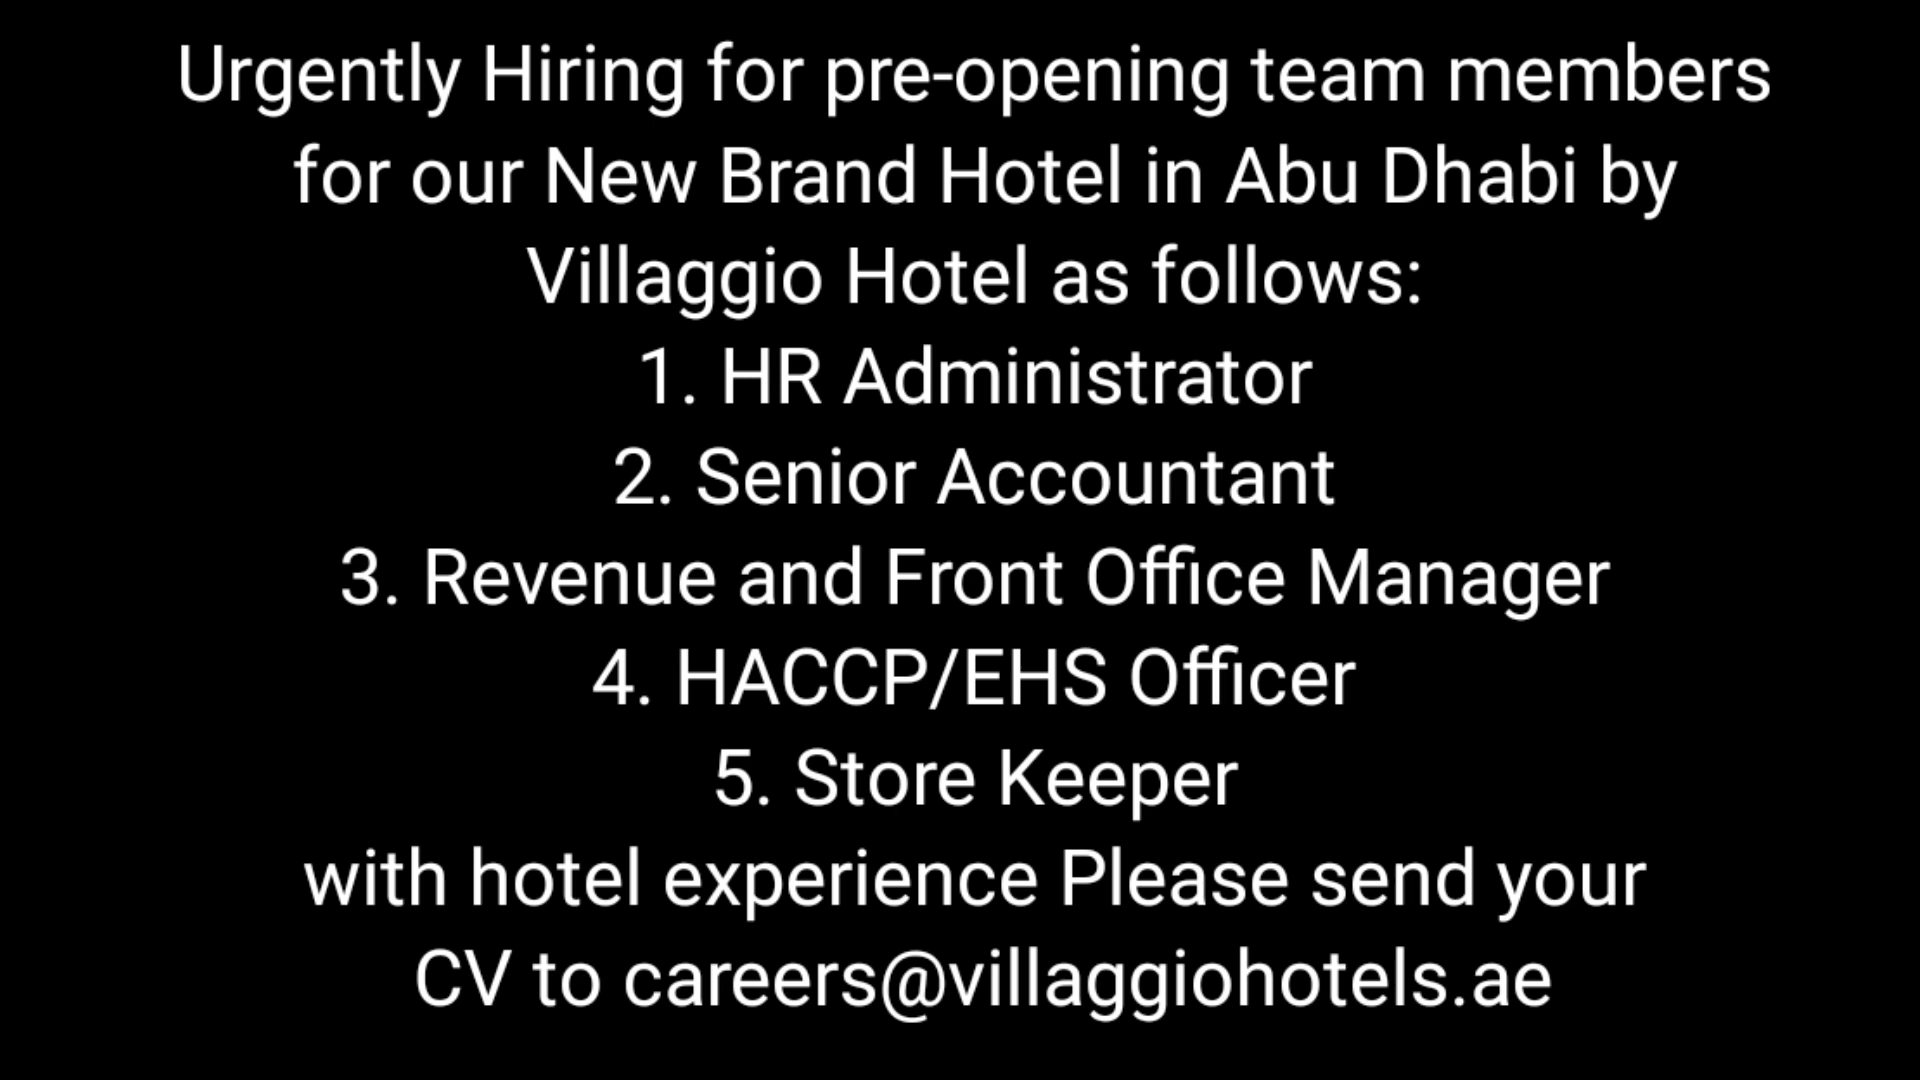 Urgently Hiring for pre-opening team members
for our New Brand Hotel in Abu Dhabi by
Villaggio Hotel as follows:
1. HR Administrator
2. Senior Accountant
3. Revenue and Front Office Manager
4. HACCP/EHS Officer
5. Store Keeper
with hotel experience Please send your
CV to careers@villaggiohotels.ae